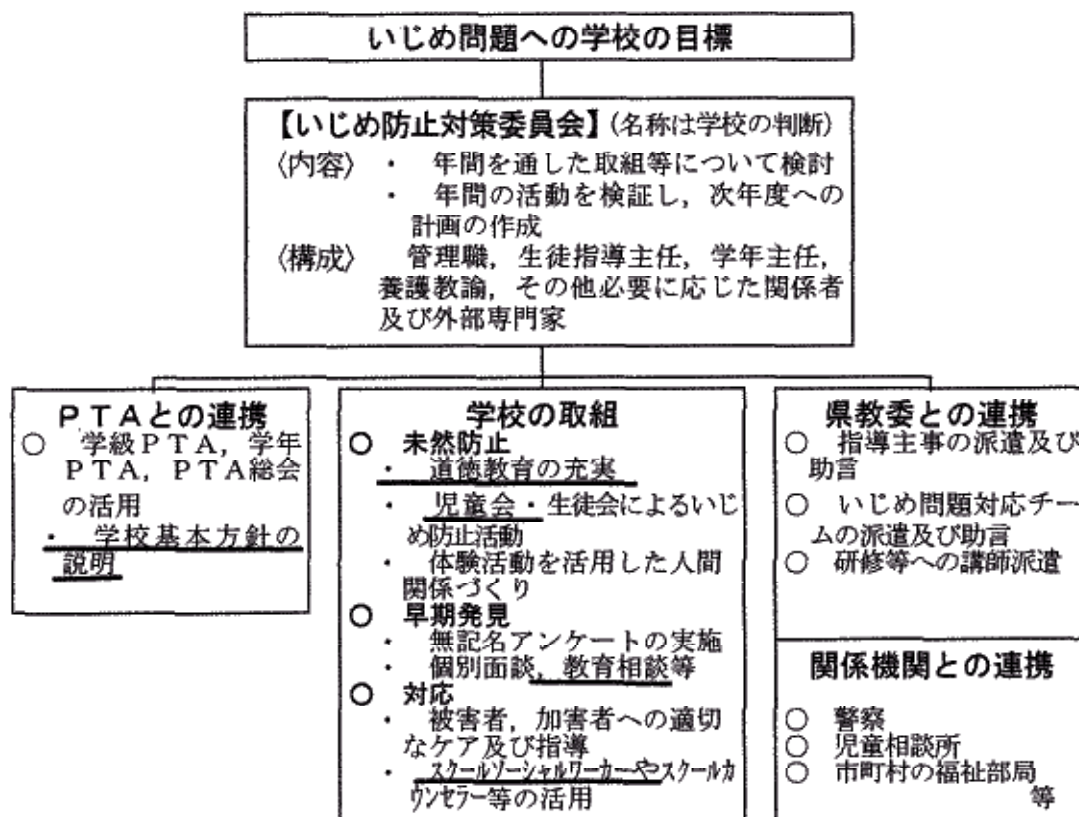 いじめ問題への学校の目標
【いじめ防止対策委員会】(名称は学校の判断)
〈内容〉 ・ 年間を通した取組等について検討
・ 年間の活動を検証し，次年度への
計画の作成
〈構成〉 管理職，生徒指導主任，学年主任，
養護教諭，その他必要に応じた関係者
及び外部専門家
ＰＴＡとの連携
○ 学級ＰＴＡ，学年
ＰＴＡ，ＰＴＡ総会
の活用
・ 学校基本方針の
説明
学校の取組
○ 未然防止
・ 道徳教育の充実
・ 児童会・生徒会によるいじ
め防止活動
・ 体験活動を活用した人間
関係づくり
○ 早期発見
・ 無記名アンケートの実施
・ 個別面談，教育相談等
○ 対応
・ 被害者，加害者への適切
なケア及び指導
・ スクールソーシャルワーカーやスクールカ
ウンセラー等の活用
県教委との連携
○ 指導主事の派遣及び
助言
○ いじめ問題対応チー
ムの派遣及び助言
○ 研修等への講師派遣
関係機関との連携
○ 警察
○ 児童相談所
○ 市町村の福祉部局
等